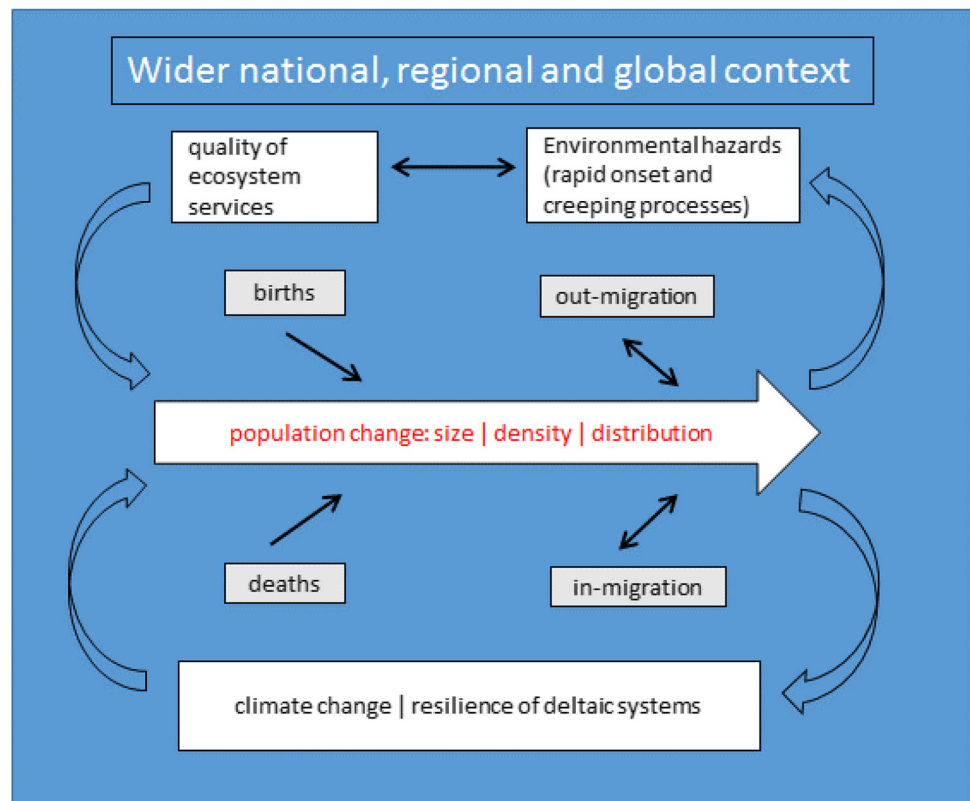 Wider national, regional and global context
quality of
ecosystem
services
Environmental hazards
(rapid onset and
creeping processes)
births
out-migration
population change: size | density | distribution
deaths
in-migration
climate change | resilience of deltaic systems